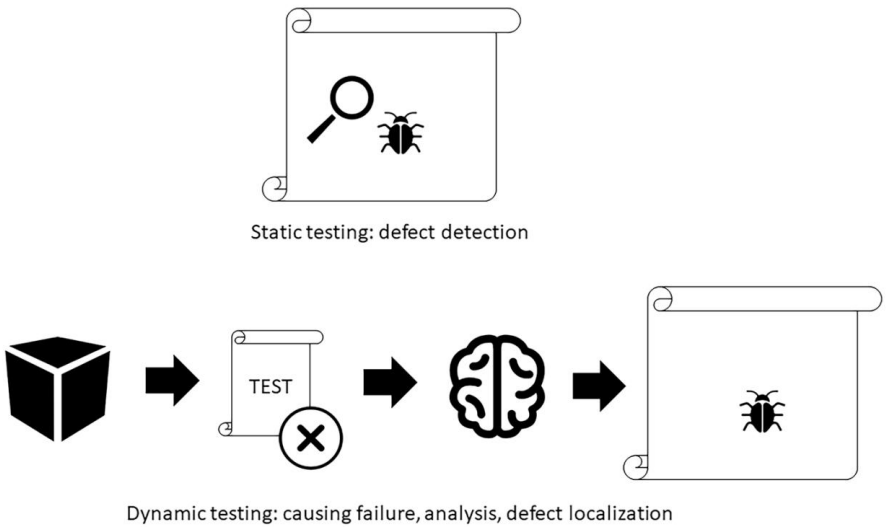 Static testing: defect detection
TEST
Dynamic testing: causing failure, analysis, defect localization